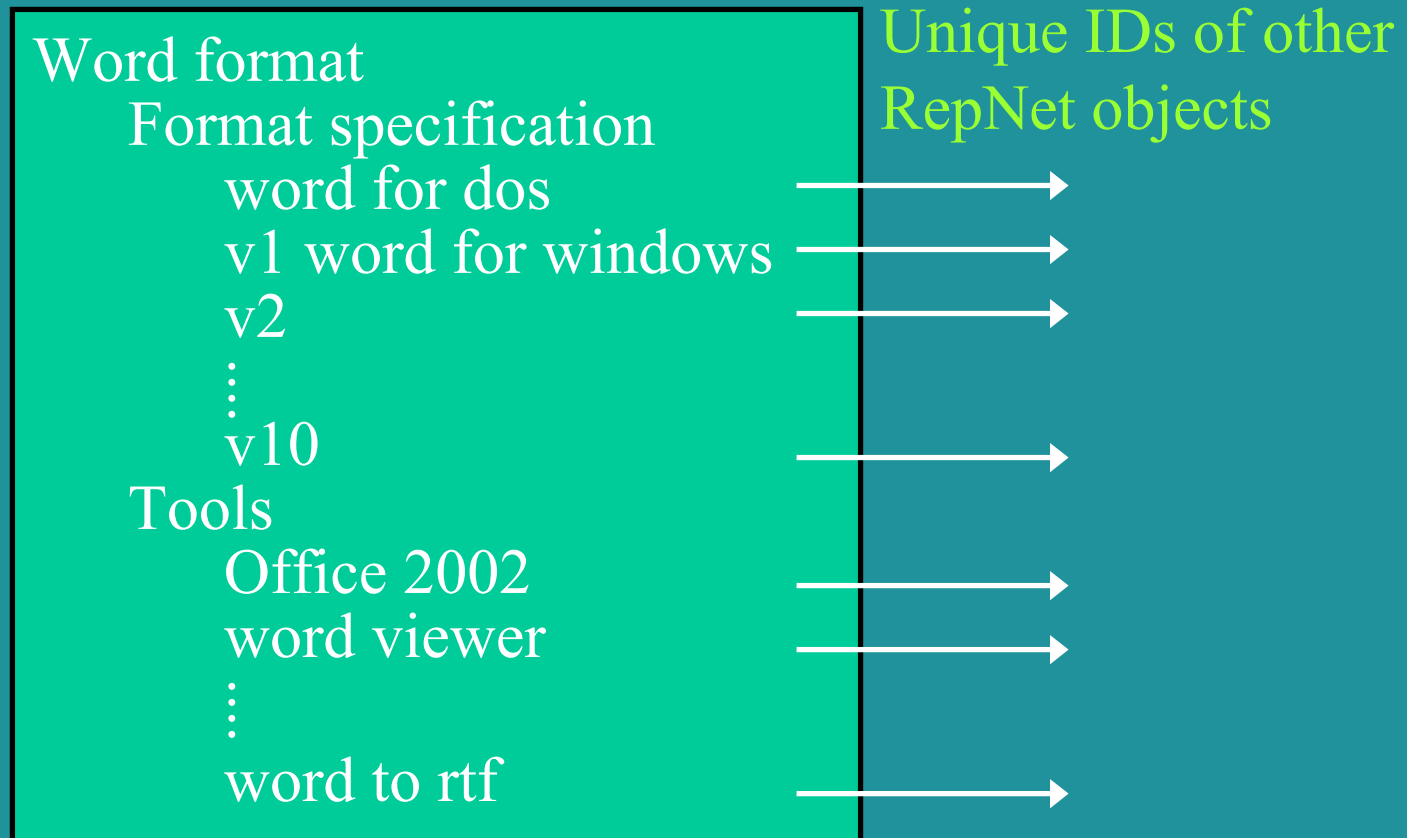 Word format
Format specification
word for dos
v1 word for windows
v2
v10
Tools
Office 2002
word viewer
word to rtf
Unique IDs of other
RepNet objects